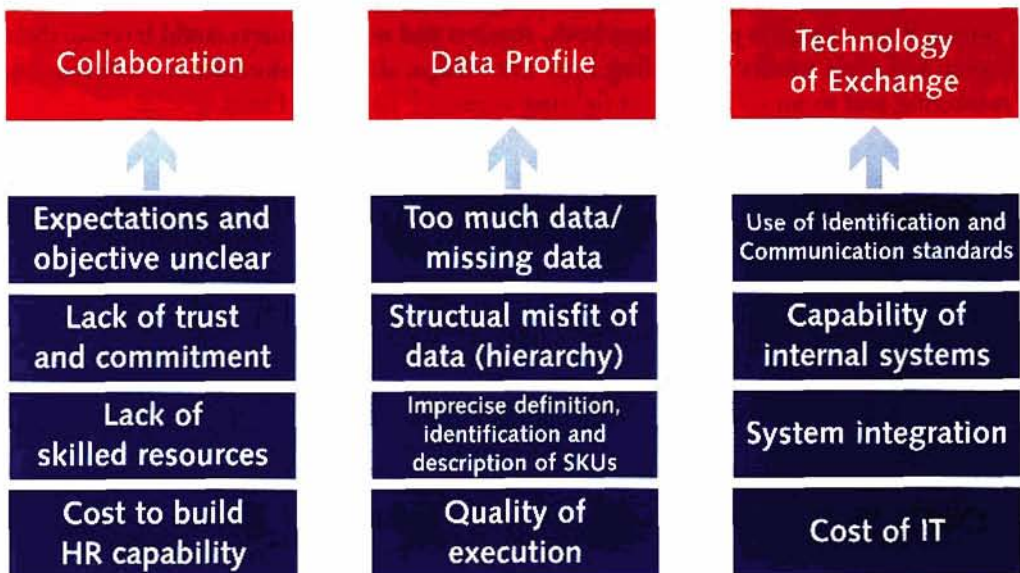 Collaboration
Expectations and
objective unclear
Lack of trust
and commitment
Lack of
skilled resources
Cost to build
HR capability
Data Profile
Too much data/
missing data
Structual misfit of
data (hierarchy)
Imprecise definition,
identification and
description of SKUs
Quality of
execution
Technology
of Exchange
Use of Identification and
Communication standards
Capability of
internal systems
System integration
Cost of IT